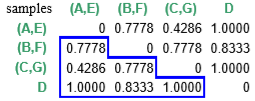 samples (A,E) (B,F) (C,G) D
(A,E) 0 0.7778 0.4286 1.0000
(B,F) 0.7778 0 0.7778 0.8333
(C,G) 0.4286 0.7778 0 1.0000
D 1.0000 0.8333 1.0000 0